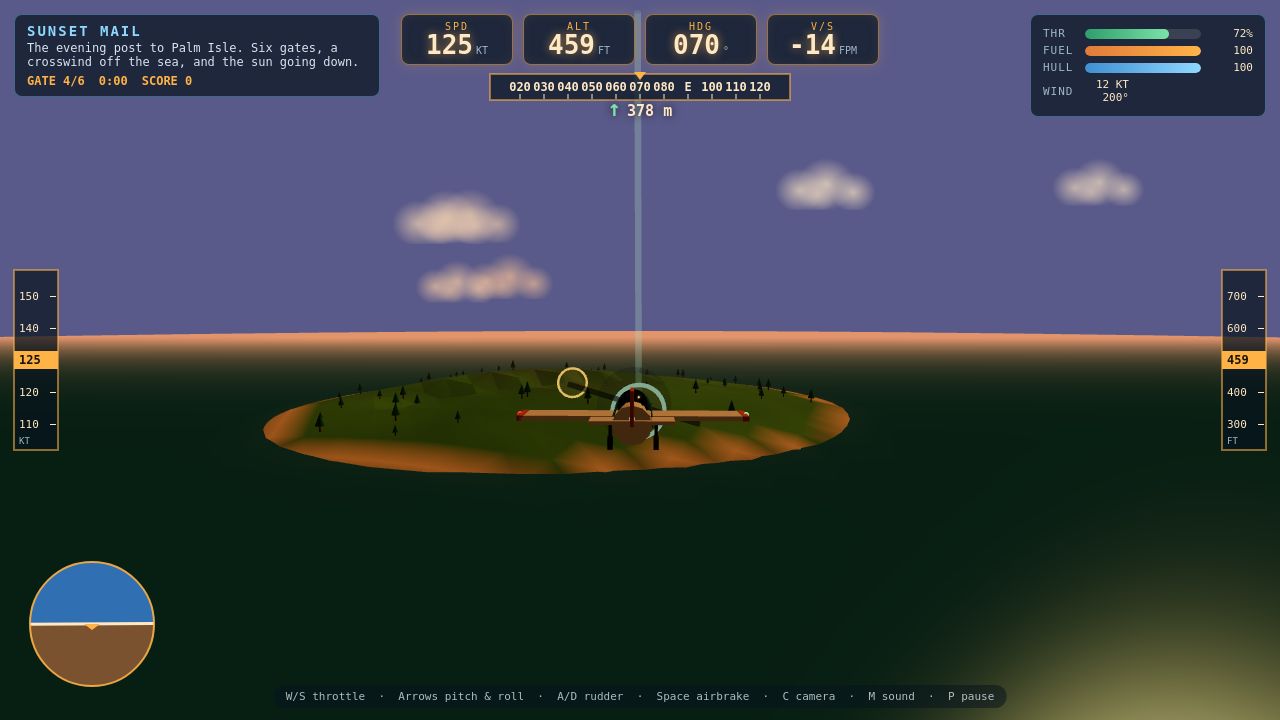 SUNSET MAIL
The evening post to Palm Isle. Six gates, a
crosswind off the sea, and the sun going down.
GATE 4/6 0:00 SCORE 0
SPD
125 KT
ALT
459 FT
HDG
070 °
V/S
-14 FPM
020 030 040 050 060 070 080 E 100 110 120
↑ 378 m
THR 72%
FUEL 100
HULL 100
WIND 12 KT
200°
150
140
125
120
110
KT
700
600
459
400
300
FT
W/S throttle · Arrows pitch & roll · A/D rudder · Space airbrake · C camera · M sound · P pause